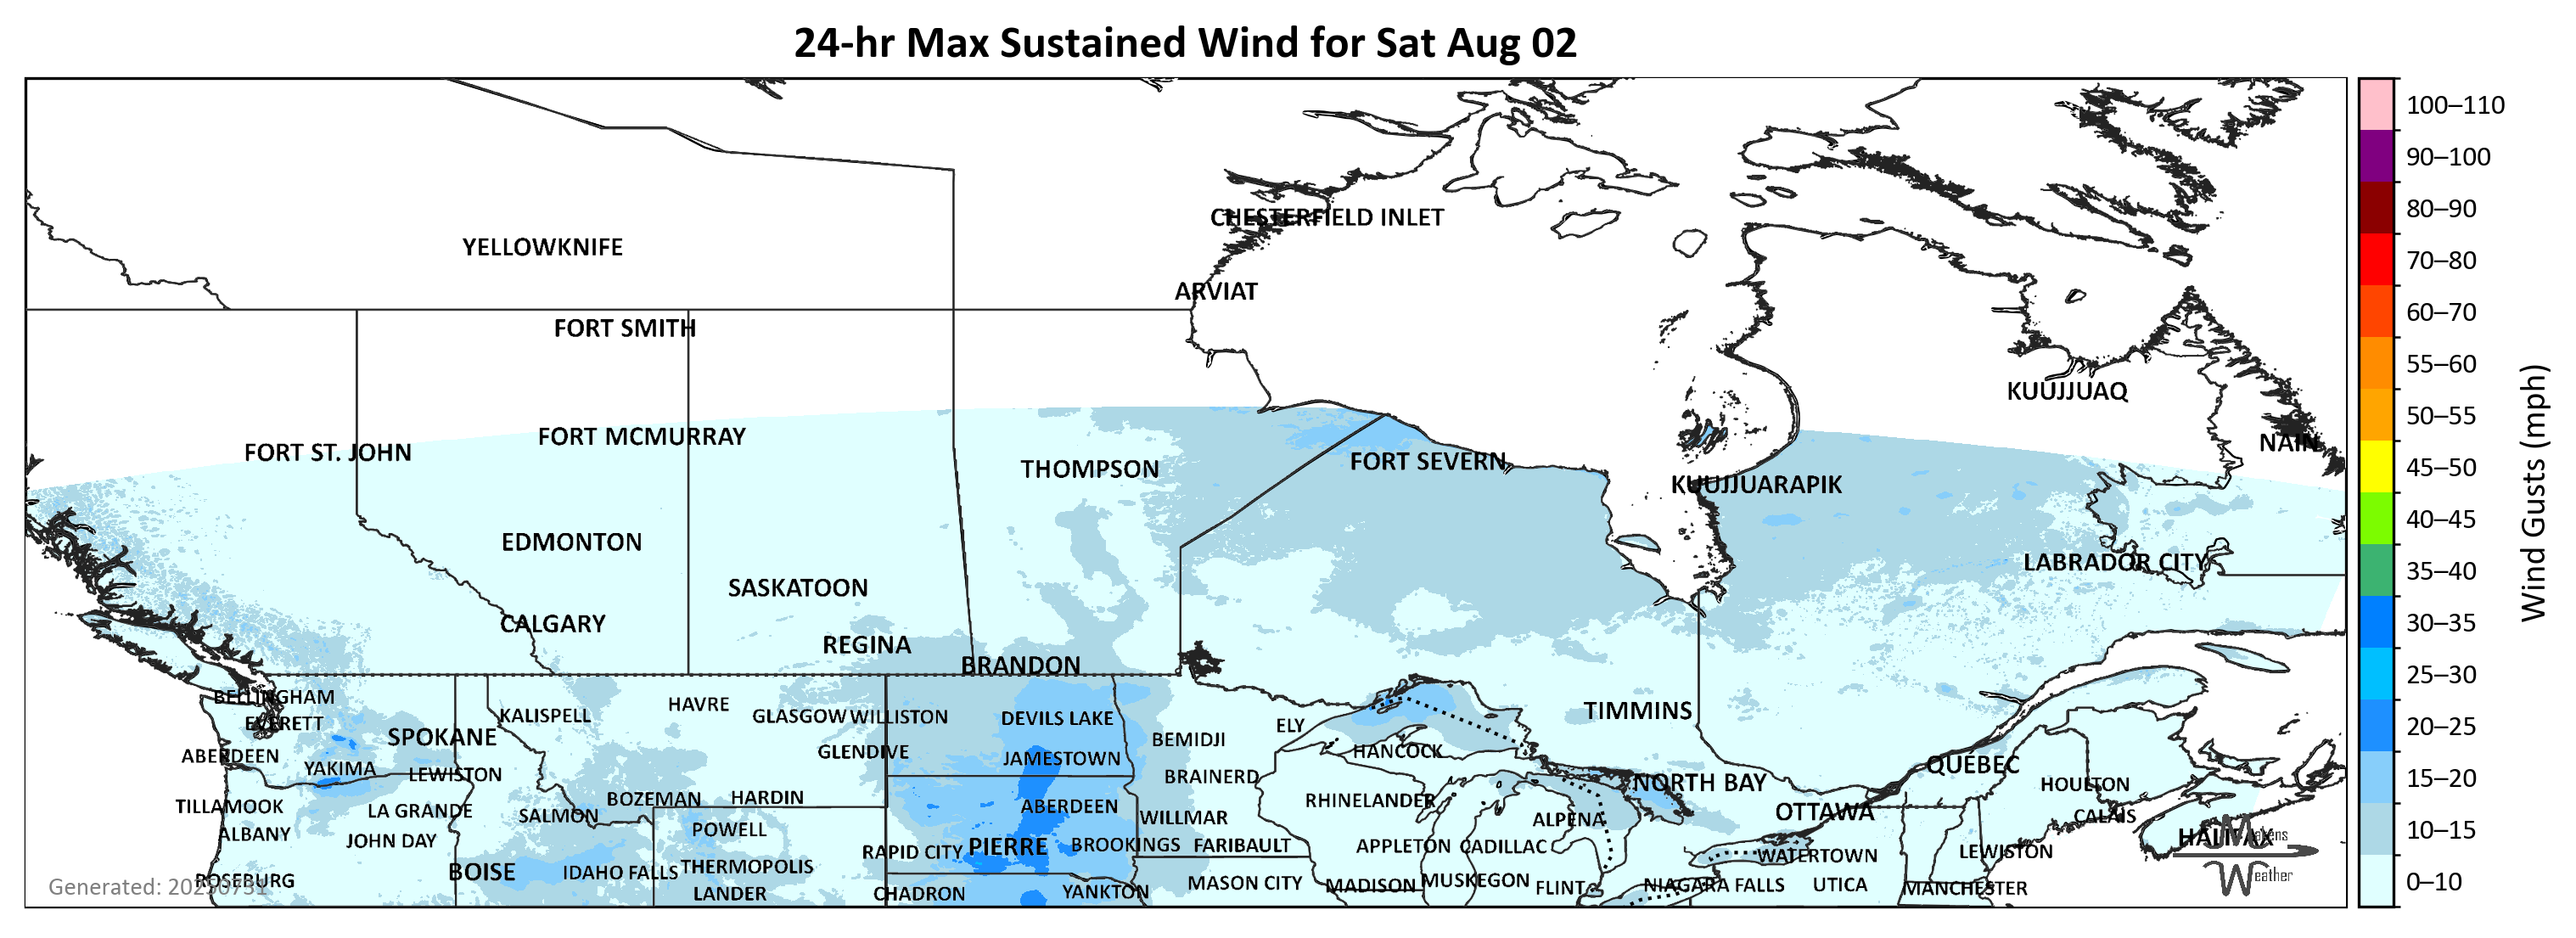 24-hr Max Sustained Wind for Sat Aug 02
100–110
90–100
80–90
70–80
60–70
55–60
50–55
45–50
40–45
35–40
30–35
25–30
20–25
15–20
10–15
0–10
Wind Gusts (mph)
CHESTERFIELD INLET
YELLOWKNIFE
ARVIAT
FORT SMITH
KUUJJUAQ
FORT MCMURRAY
NAIN
FORT ST. JOHN
FORT SEVERN
THOMPSON
KUUJJUARAPIK
EDMONTON
LABRADOR CITY
SASKATOON
CALGARY
REGINA
BRANDON
BELLINGHAM
HAVRE
TIMMINS
KALISPELL
GLASGOW
WILLISTON
DEVILS LAKE
EVERETT
ELY
SPOKANE
BEMIDJI
GLENDIVE
HANCOCK
ABERDEEN
JAMESTOWN
QUÉBEC
YAKIMA
LEWISTON
BRAINERD
NORTH BAY
HOULTON
BOZEMAN
HARDIN
RHINELANDER
TILLAMOOK
ABERDEEN
LA GRANDE
OTTAWA
SALMON
WILLMAR
CALAIS
ALPENA
POWELL
ALBANY
HALIFAX
Makens
JOHN DAY
PIERRE
BROOKINGS
FARIBAULT
APPLETON
CADILLAC
RAPID CITY
LEWISTON
WATERTOWN
THERMOPOLIS
BOISE
IDAHO FALLS
Weather
ROSEBURG
MUSKEGON
MASON CITY
MADISON
NIAGARA FALLS
UTICA
Generated: 20250731
FLINT
MANCHESTER
YANKTON
LANDER
CHADRON